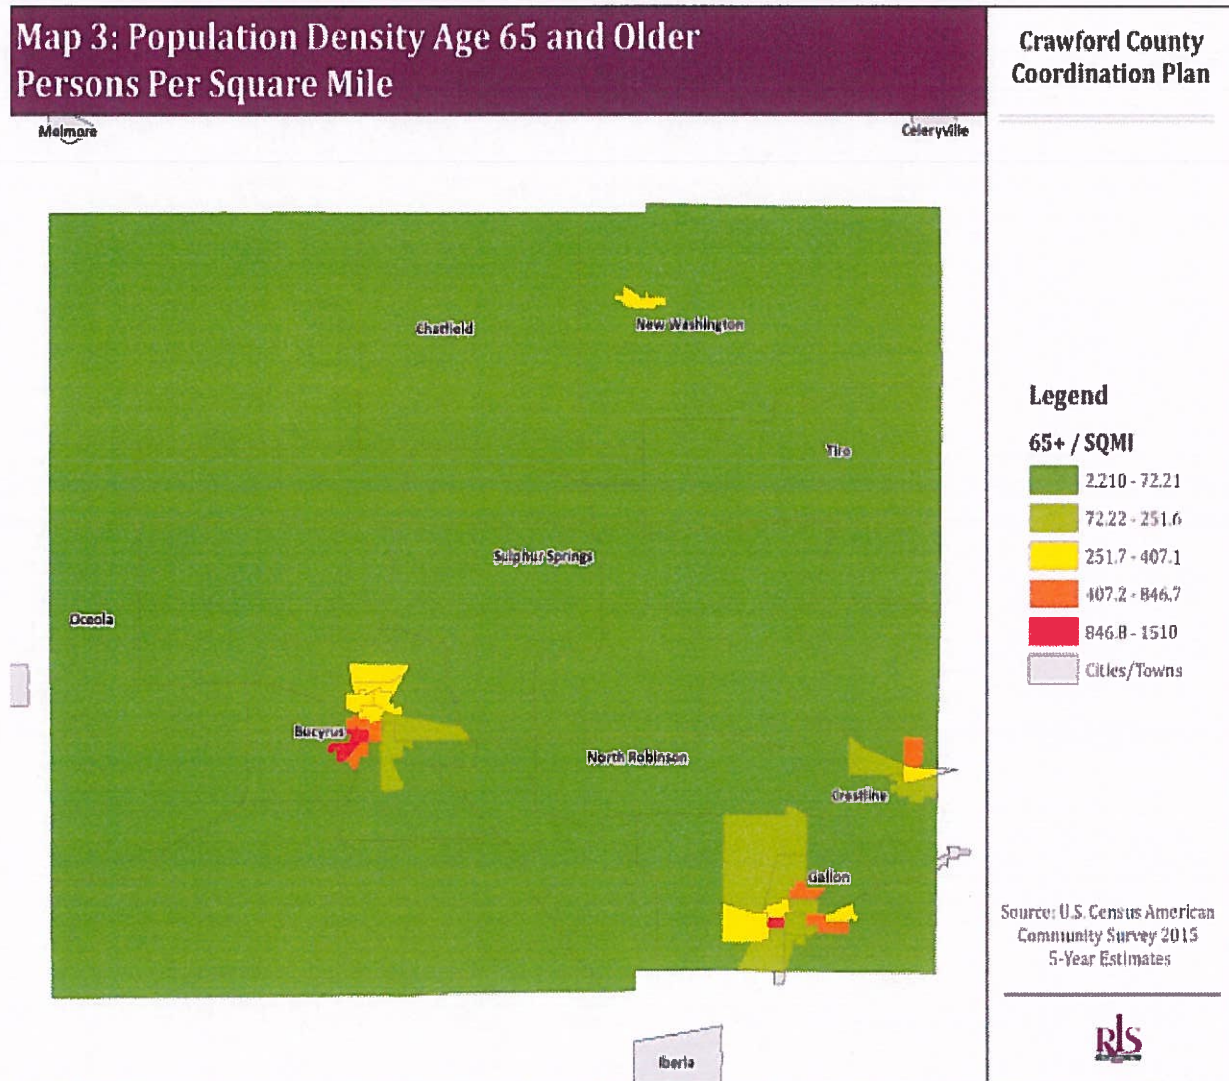 Map 3: Population Density Age 65 and Older
Persons Per Square Mile
Crawford County
Coordination Plan
Melmore
Celeryville
Chatfield
New Washington
Tiro
Sulphur Springs
Oceola
Bucyrus
North Robinson
Crestline
Galion
Iberia
Legend
65+ / SQMI
2.210 - 72.21
72.22 - 251.6
251.7 - 407.1
407.2 - 846.7
846.8 - 1510
Cities/Towns
Source: U.S. Census American
Community Survey 2015
5-Year Estimates
RLS